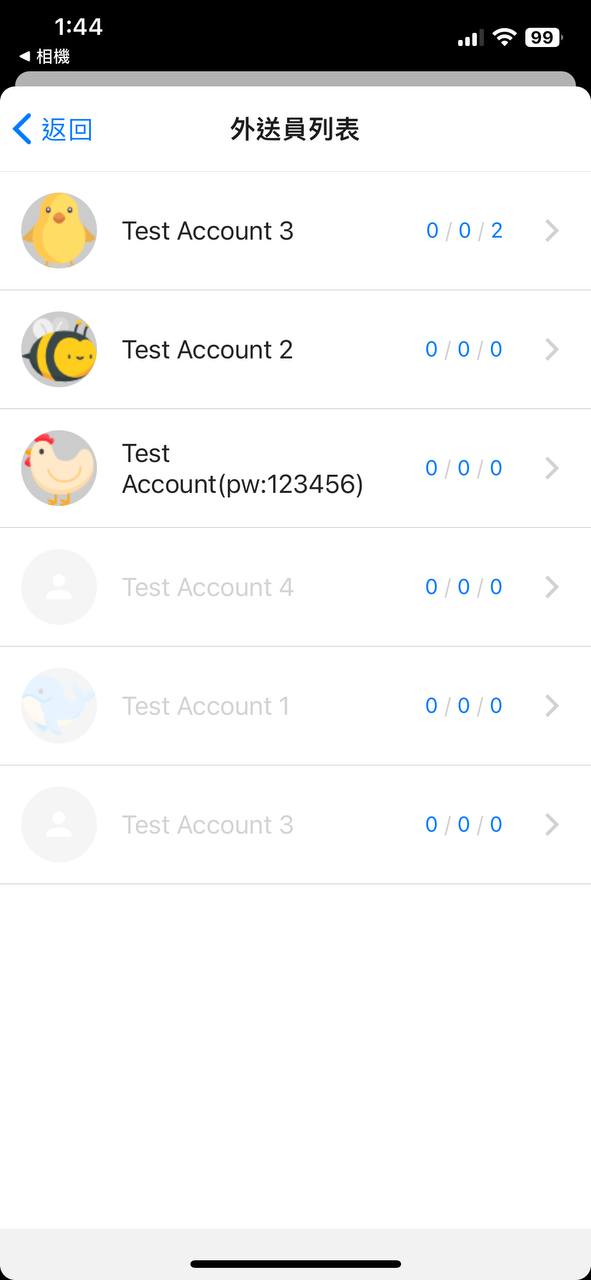 1:44
◀ 相機
99
返回
外送員列表
Test Account 3
0 / 0 / 2
Test Account 2
0 / 0 / 0
Test
Account(pw:123456)
0 / 0 / 0
Test Account 4
0 / 0 / 0
Test Account 1
0 / 0 / 0
Test Account 3
0 / 0 / 0